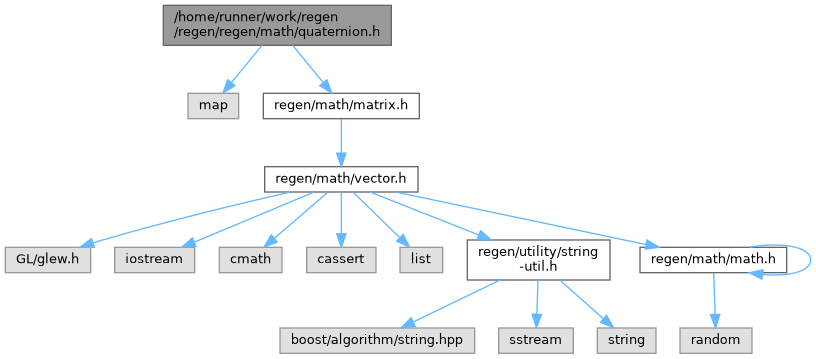 /home/runner/work/regen
/regen/regen/math/quaternion.h
map
regen/math/matrix.h
regen/math/vector.h
GL/glew.h
iostream
cmath
cassert
list
regen/utility/string
-util.h
regen/math/math.h
boost/algorithm/string.hpp
sstream
string
random